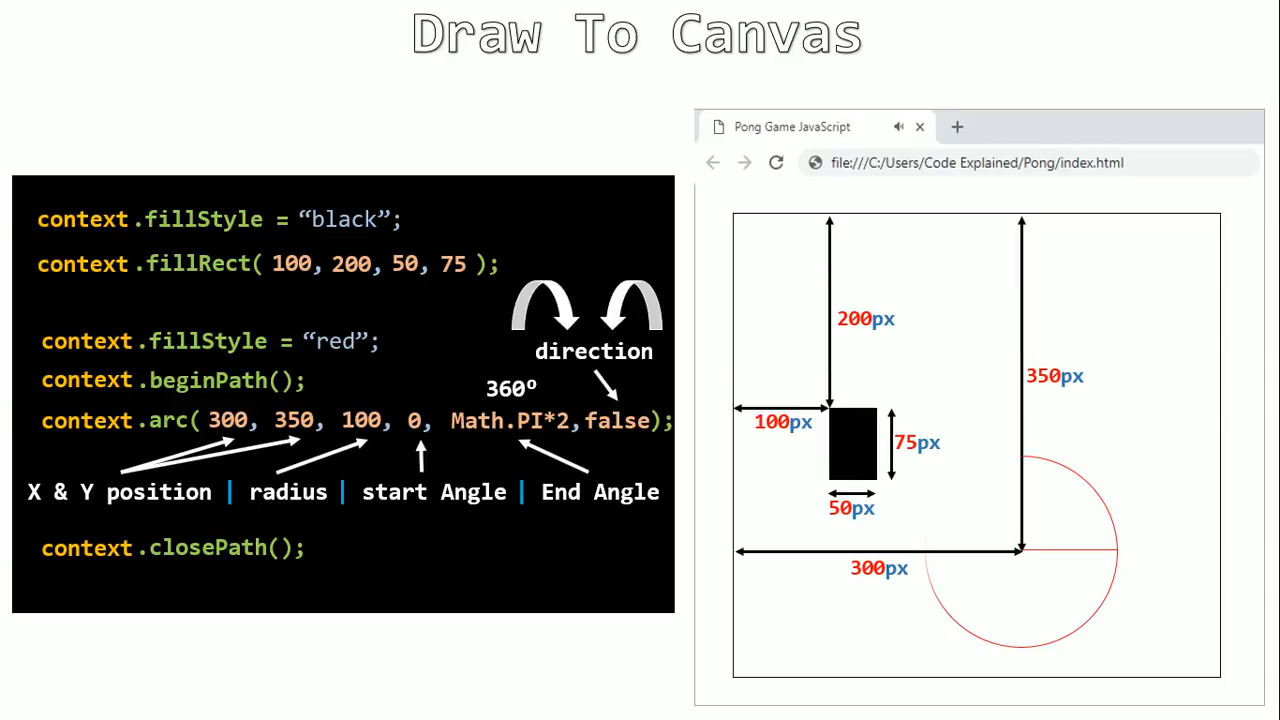 Draw To Canvas
context.fillStyle = “black”;
context.fillRect( 100, 200, 50, 75 );
context.fillStyle = “red”;
direction
context.beginPath();
360º
context.arc( 300, 350, 100, 0, Math.PI*2,false);
X & Y position | radius | start Angle | End Angle
context.closePath();
Pong Game JavaScript
file:///C:/Users/Code Explained/Pong/index.html
200px
350px
100px
75px
50px
300px